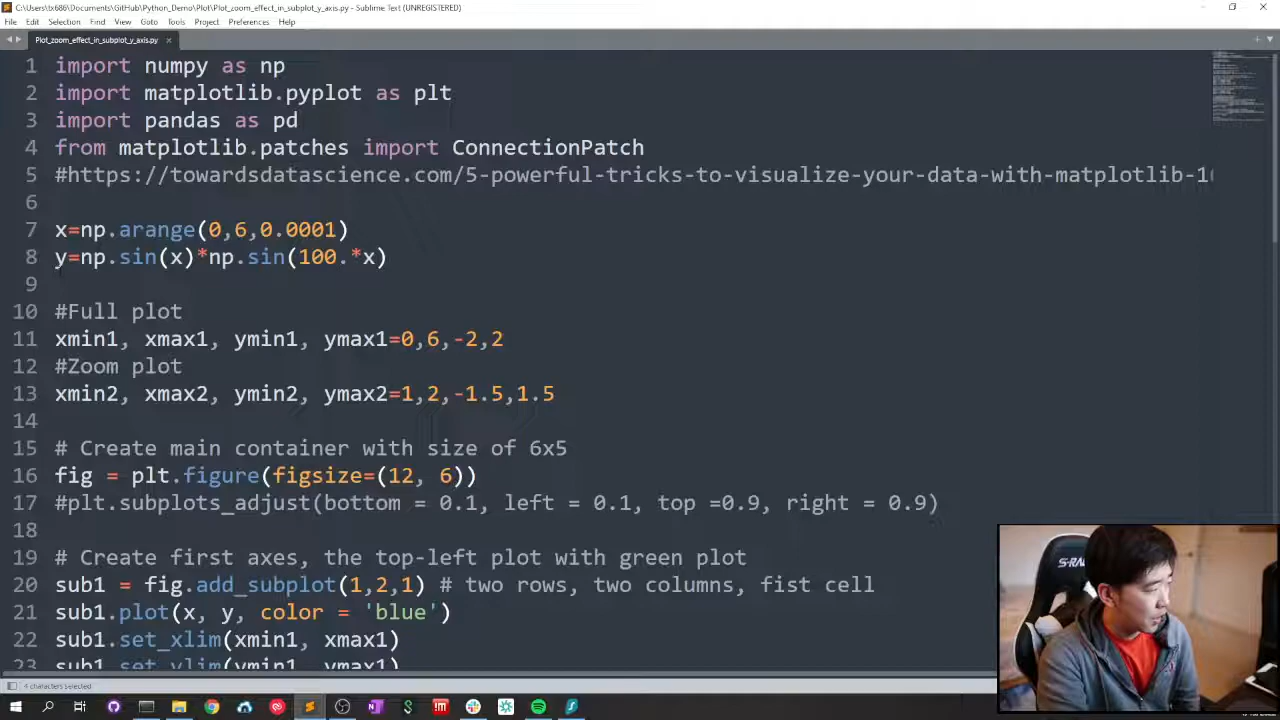 C:\Users\tx686\Documents\GitHub\Python_Demo\Plot\Plot_zoom_effect_in_subplot_y_axis.py - Sublime Text (UNREGISTERED)
File Edit Selection Find View Goto Tools Project Preferences Help
Plot_zoom_effect_in_subplot_y_axis.py
1 import numpy as np
2 import matplotlib.pyplot as plt
3 import pandas as pd
4 from matplotlib.patches import ConnectionPatch
5 #https://towardsdatascience.com/5-powerful-tricks-to-visualize-your-data-with-matplotlib-1
6
7 x=np.arange(0,6,0.0001)
8 y=np.sin(x)*np.sin(100.*x)
9
10 #Full plot
11 xmin1, xmax1, ymin1, ymax1=0,6,-2,2
12 #Zoom plot
13 xmin2, xmax2, ymin2, ymax2=1,2,-1.5,1.5
14
15 # Create main container with size of 6x5
16 fig = plt.figure(figsize=(12, 6))
17 #plt.subplots_adjust(bottom = 0.1, left = 0.1, top =0.9, right = 0.9)
18
19 # Create first axes, the top-left plot with green plot
20 sub1 = fig.add_subplot(1,2,1) # two rows, two columns, fist cell
21 sub1.plot(x, y, color = 'blue')
22 sub1.set_xlim(xmin1, xmax1)
23 sub1.set_ylim(ymin1, ymax1)
4 characters selected